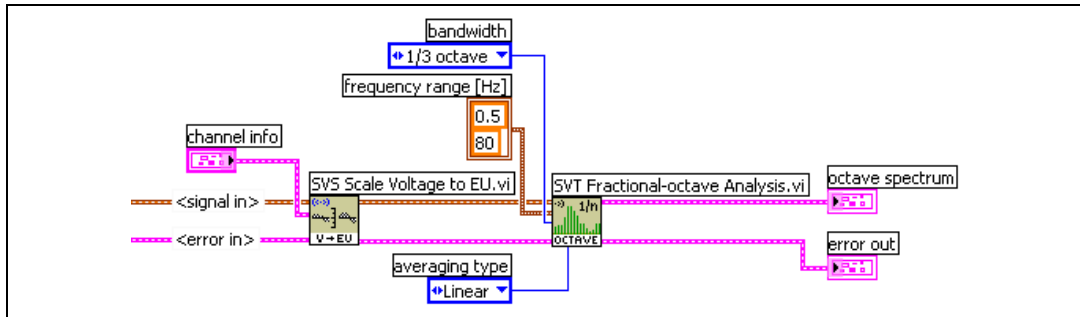 bandwidth
1/3 octave
frequency range [Hz]
0.5
80
channel info
SVS Scale Voltage to EU.vi
SVT Fractional-octave Analysis.vi
octave spectrum
<signal in>
1/n
<error in>
V→EU
OCTAVE
error out
averaging type
Linear